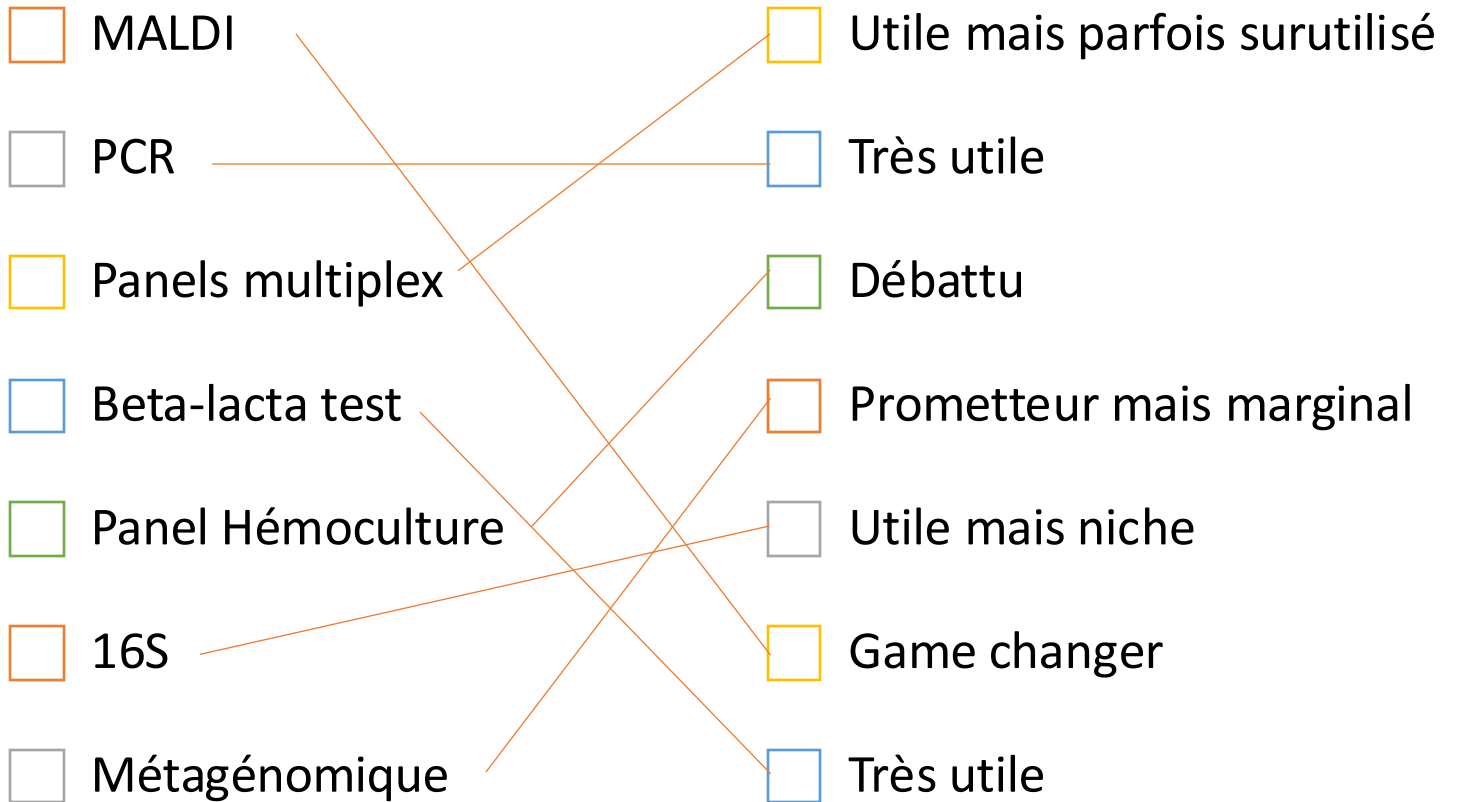 MALDI
PCR
Panels multiplex
Beta-lacta test
Panel Hémoculture
16S
Métagénomique
Utile mais parfois surutilisé
Très utile
Débattu
Prometteur mais marginal
Utile mais niche
Game changer
Très utile